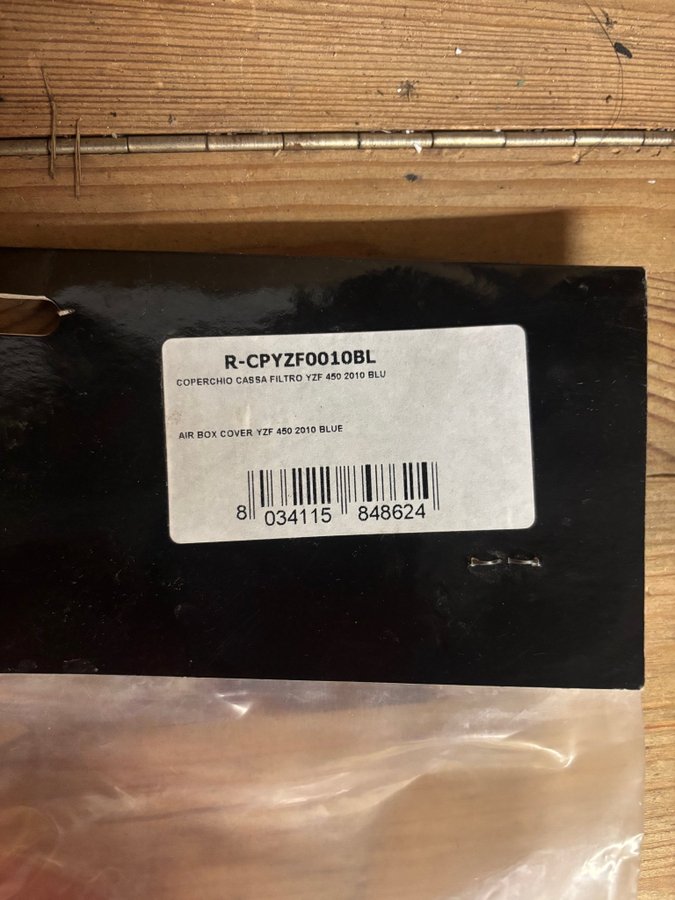 R-CPYZF0010BL
COPERCHIO CASSA FILTRO YZF 450 2010 BLU
AIR BOX COVER YZF 450 2010 BLUE
8 034115 848624